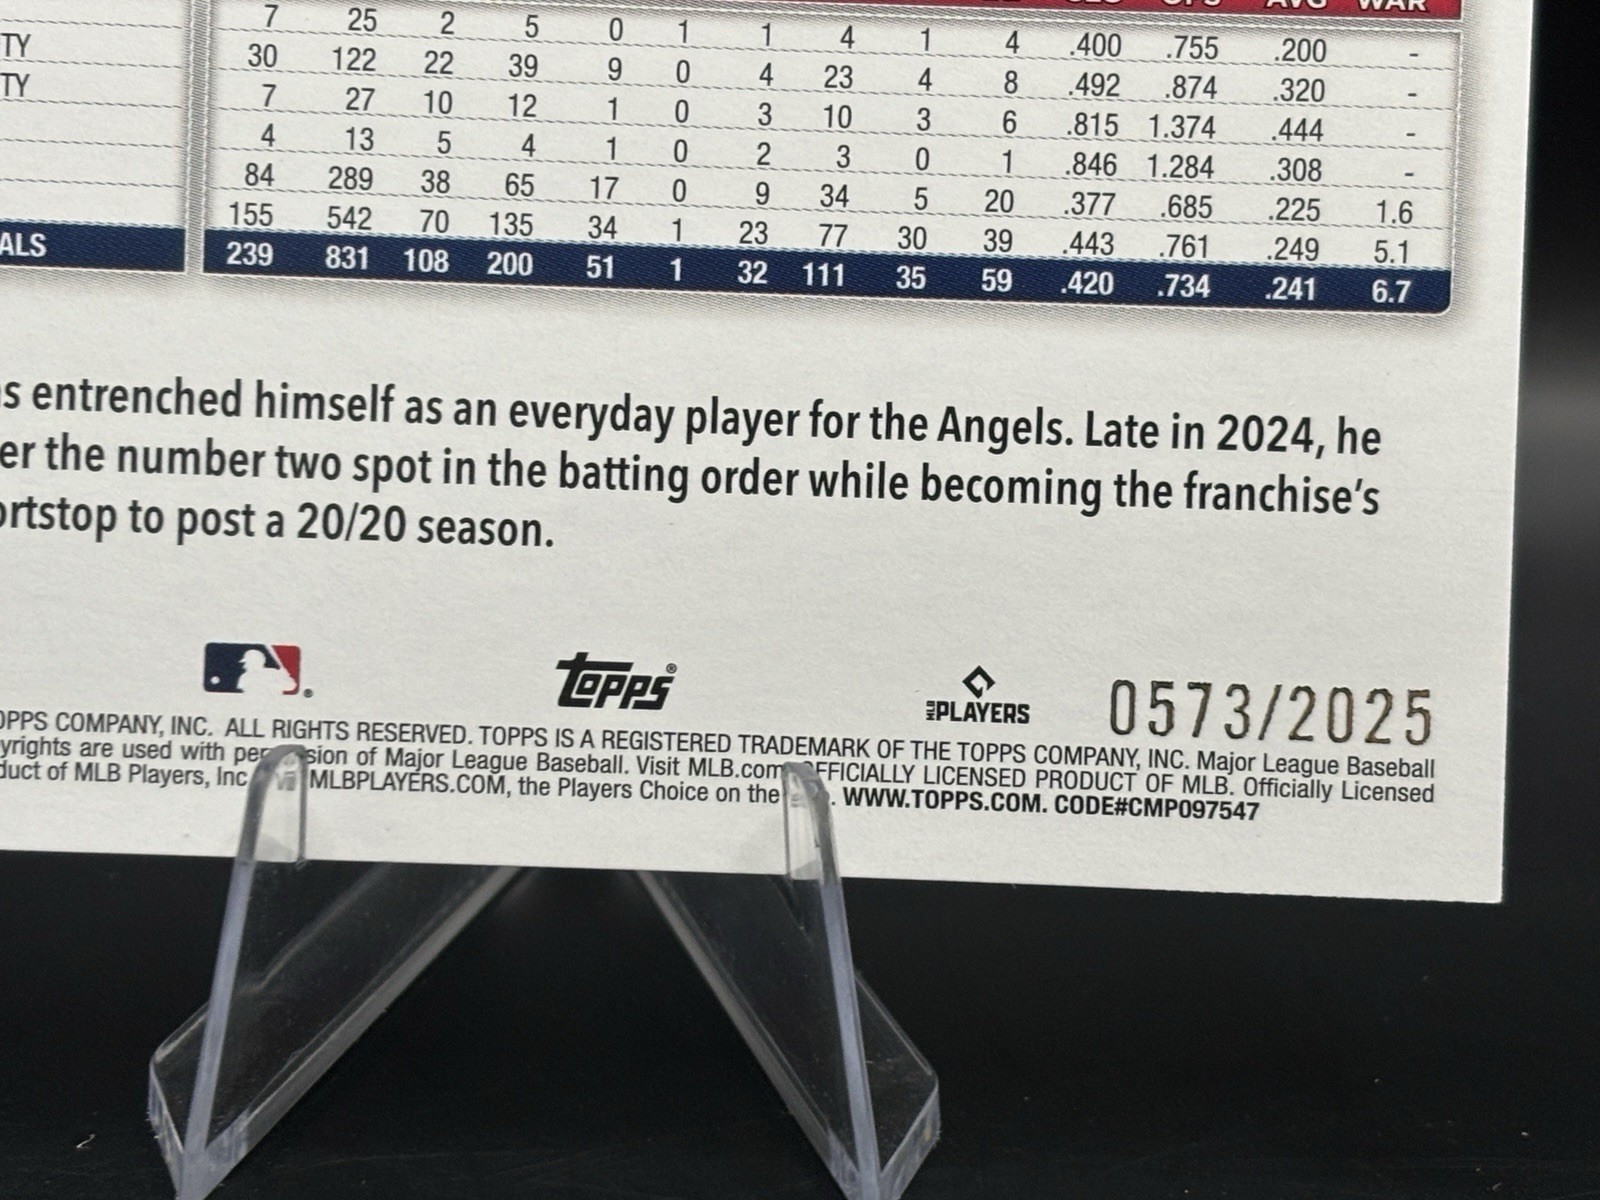 7 25 2 5 0 1 1 4 1 4 .400 .755 .200 -
TY 30 122 22 39 9 0 4 23 4 8 .492 .874 .320 -
TY 7 27 10 12 1 0 3 10 3 6 .815 1.374 .444 -
4 13 5 4 1 0 2 3 0 1 .846 1.284 .308 -
84 289 38 65 17 0 9 34 5 20 .377 .685 .225 1.6
155 542 70 135 34 1 23 77 30 39 .443 .761 .249 5.1
ALS 239 831 108 200 51 1 32 111 35 59 .420 .734 .241 6.7
s entrenched himself as an everyday player for the Angels. Late in 2024, he
er the number two spot in the batting order while becoming the franchise's
ortstop to post a 20/20 season.
Topps® PLAYERS 0573/2025
OPPS COMPANY, INC. ALL RIGHTS RESERVED. TOPPS IS A REGISTERED TRADEMARK OF THE TOPPS COMPANY, INC. Major League Baseball
yrights are used with per sion of Major League Baseball. Visit MLB.com OFFICIALLY LICENSED PRODUCT OF MLB. Officially Licensed
duct of MLB Players, Inc MLBPLAYERS.COM, the Players Choice on the . WWW.TOPPS.COM. CODE#CMP097547